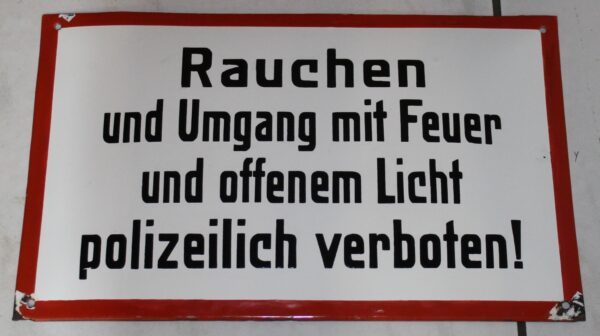 Rauchen
und Umgang mit Feuer
und offenem Licht
polizeilich verboten!